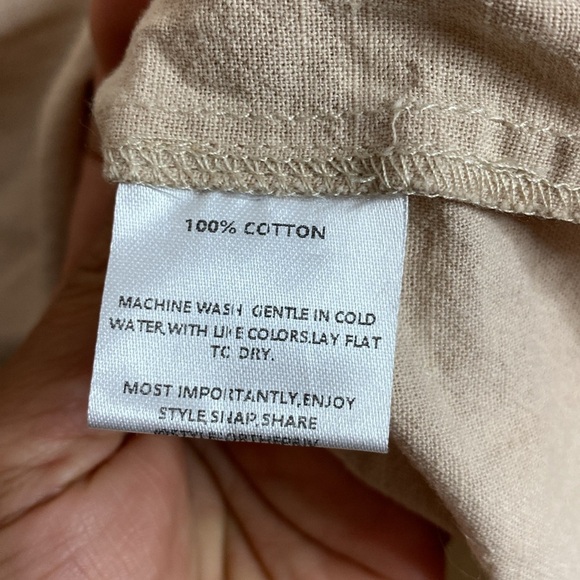 100% COTTON
MACHINE WASH GENTLE IN COLD
WATER,WITH LIKE COLORS.LAY FLAT
TO DRY.
MOST IMPORTANTLY,ENJOY
STYLE,SNAP,SHARE